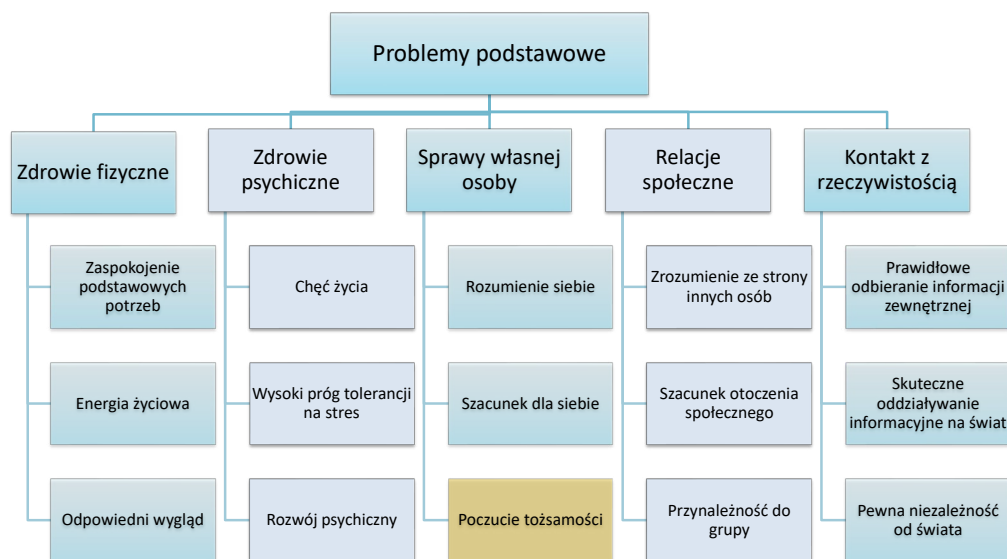 Problemy podstawowe
Zdrowie fizyczne
Zdrowie
psychiczne
Sprawy własnej
osoby
Relacje
społeczne
Kontakt z
rzeczywistością
Zaspokojenie
podstawowych
potrzeb
Chęć życia
Rozumienie siebie
Zrozumienie ze strony
innych osób
Prawidłowe
odbieranie informacji
zewnętrznej
Energia życiowa
Wysoki próg tolerancji
na stres
Szacunek dla siebie
Szacunek otoczenia
społecznego
Skuteczne
oddziaływanie
informacyjne na świat
Odpowiedni wygląd
Rozwój psychiczny
Poczucie tożsamości
Przynależność do
grupy
Pewna niezależność
od świata